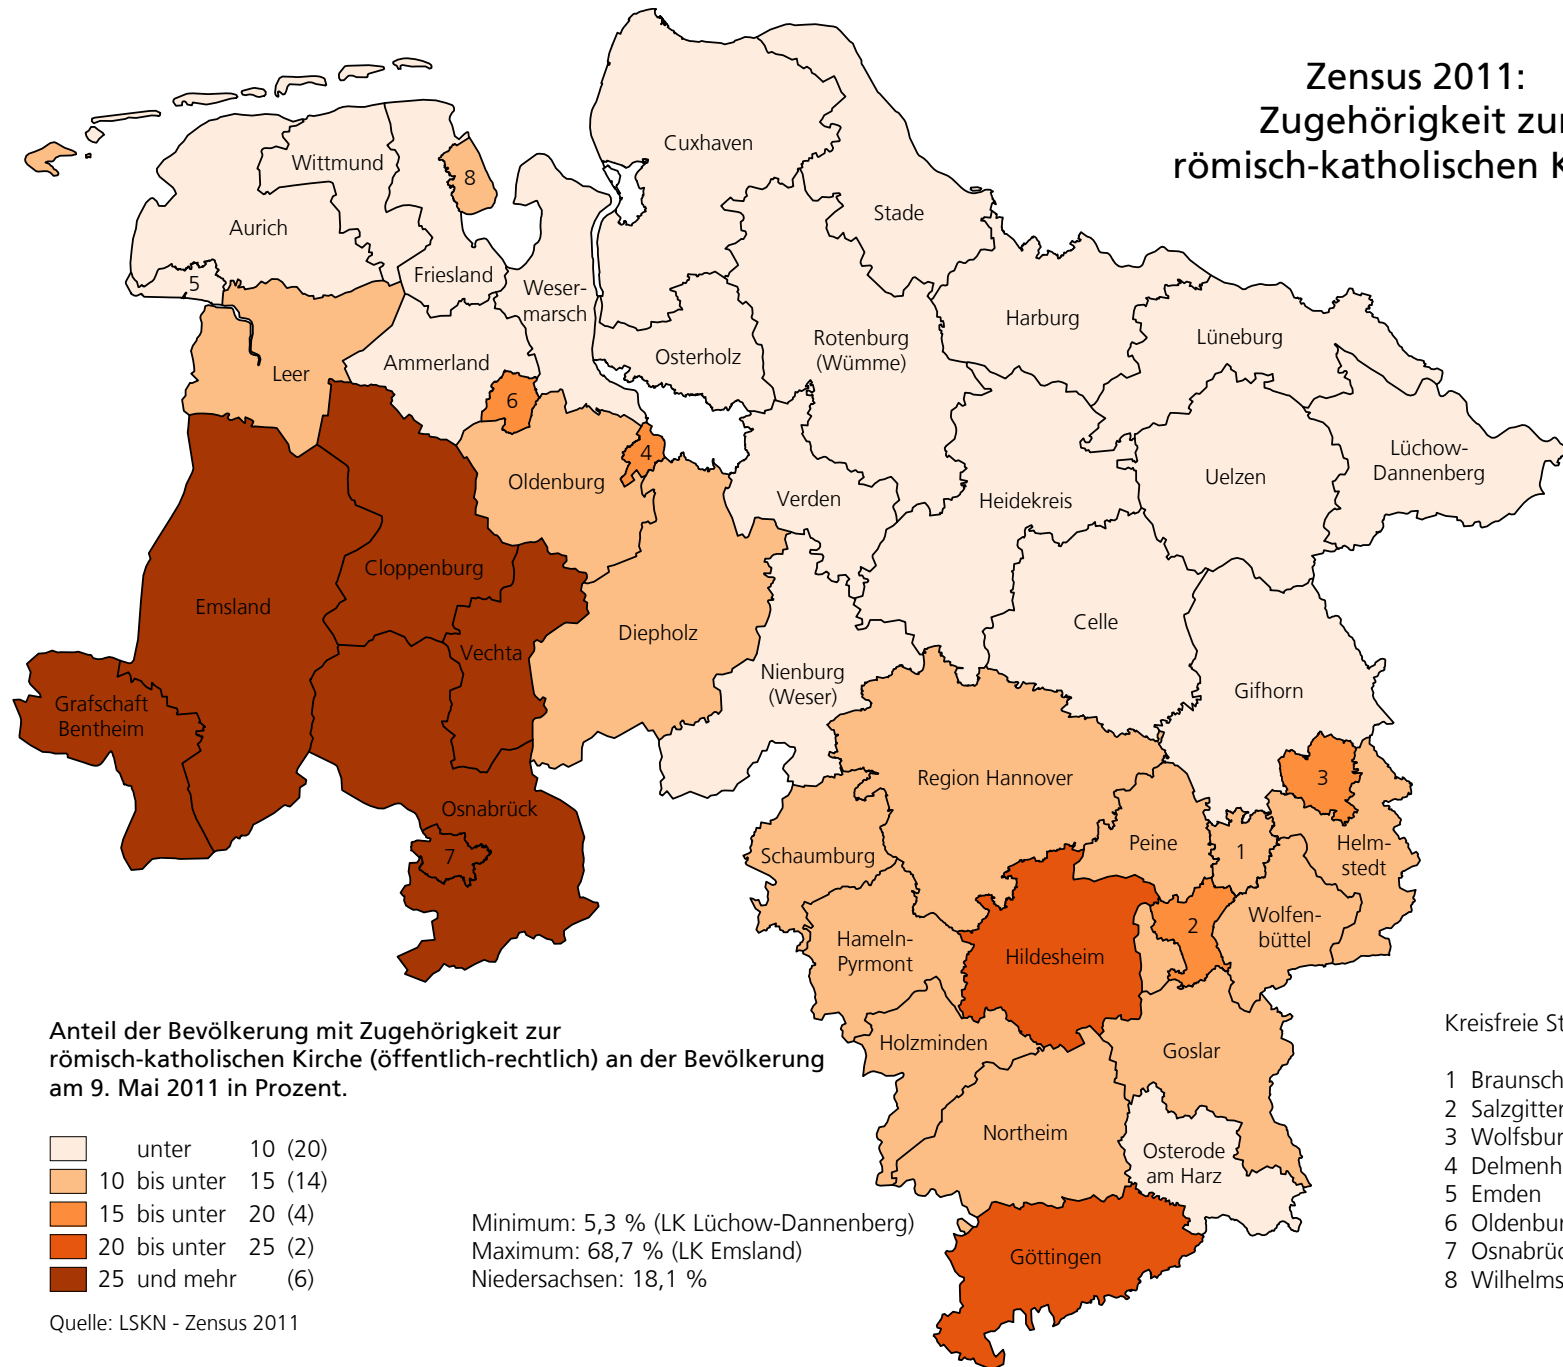 Zensus 2011:
Zugehörigkeit zur
römisch-katholischen K
Cuxhaven
Wittmund
8
Stade
Aurich
Friesland
5
Weser-
marsch
Harburg
Rotenburg
(Wümme)
Lüneburg
Osterholz
Ammerland
Leer
6
4
Lüchow-
Dannenberg
Oldenburg
Uelzen
Verden
Heidekreis
Cloppenburg
Emsland
Celle
Diepholz
Vechta
Nienburg
(Weser)
Gifhorn
Grafschaft
Bentheim
Region Hannover
3
Osnabrück
Peine
Helm-
stedt
7
Schaumburg
1
Wolfen-
büttel
2
Hameln-
Pyrmont
Hildesheim
Holzminden
Goslar
Northeim
Osterode
am Harz
Göttingen
Anteil der Bevölkerung mit Zugehörigkeit zur
römisch-katholischen Kirche (öffentlich-rechtlich) an der Bevölkerung
am 9. Mai 2011 in Prozent.
unter 10 (20)
10 bis unter 15 (14)
15 bis unter 20 (4)
20 bis unter 25 (2)
25 und mehr (6)
Quelle: LSKN - Zensus 2011
Minimum: 5,3 % (LK Lüchow-Dannenberg)
Maximum: 68,7 % (LK Emsland)
Niedersachsen: 18,1 %
Kreisfreie St
1 Braunsch
2 Salzgitter
3 Wolfsbur
4 Delmenh
5 Emden
6 Oldenbur
7 Osnabrüc
8 Wilhelms